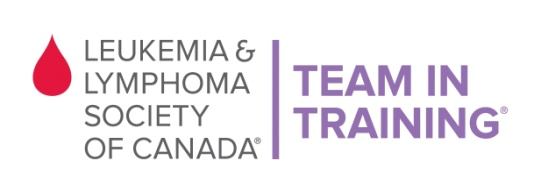 LEUKEMIA &
LYMPHOMA
SOCIETY
OF CANADA®
TEAM IN
TRAINING®